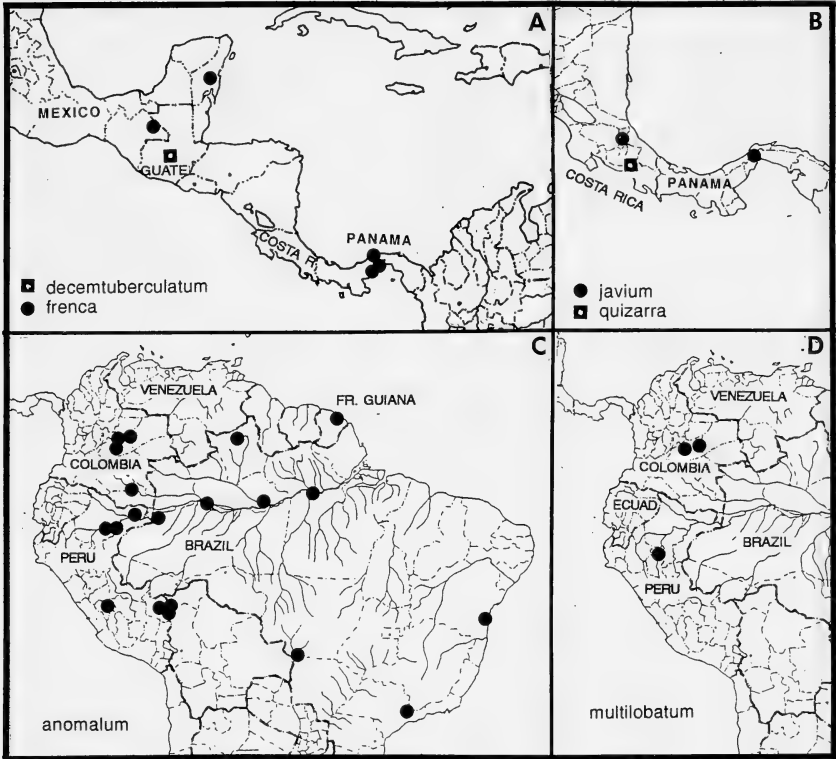 A
MEXICO
GUATE
COSTA R.
PANAMA
decemtuberculatum
frenca
B
COSTA RICA
PANAMA
javium
quizarra
C
VENEZUELA
FR. GUIANA
COLOMBIA
PERU
BRAZIL
anomalum
D
VENEZUELA
COLOMBIA
ECUAD
BRAZIL
PERU
multilobatum